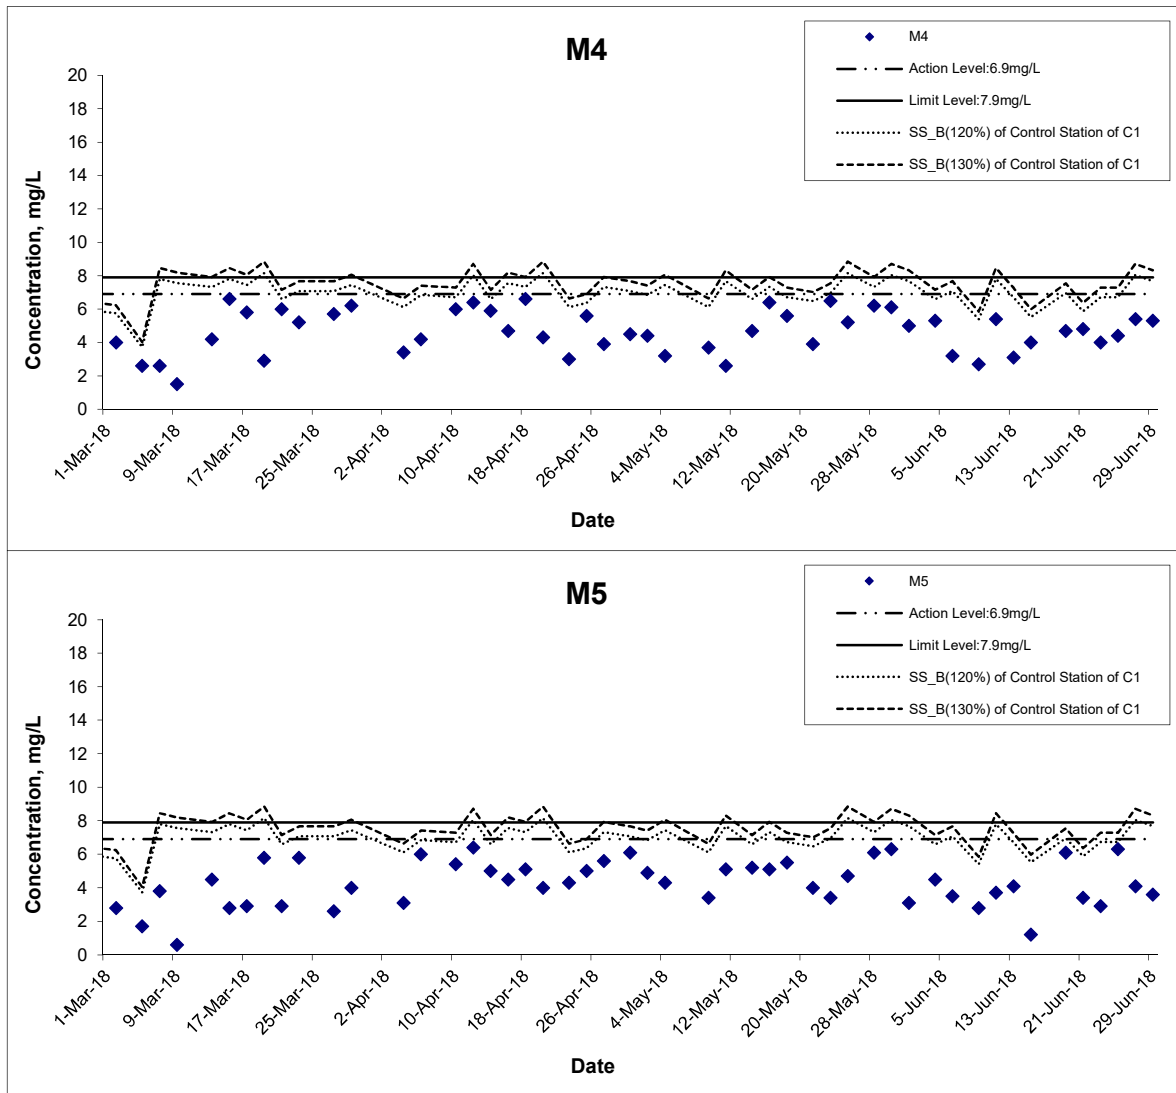 M4
M4
Action Level:6.9mg/L
Limit Level:7.9mg/L
SS_B(120%) of Control Station of C1
SS_B(130%) of Control Station of C1
Concentration, mg/L
20
18
16
14
12
10
8
6
4
2
0
1-Mar-18
9-Mar-18
17-Mar-18
25-Mar-18
2-Apr-18
10-Apr-18
18-Apr-18
26-Apr-18
4-May-18
12-May-18
20-May-18
28-May-18
5-Jun-18
13-Jun-18
21-Jun-18
29-Jun-18
Date
M5
M5
Action Level:6.9mg/L
Limit Level:7.9mg/L
SS_B(120%) of Control Station of C1
SS_B(130%) of Control Station of C1
Concentration, mg/L
20
18
16
14
12
10
8
6
4
2
0
1-Mar-18
9-Mar-18
17-Mar-18
25-Mar-18
2-Apr-18
10-Apr-18
18-Apr-18
26-Apr-18
4-May-18
12-May-18
20-May-18
28-May-18
5-Jun-18
13-Jun-18
21-Jun-18
29-Jun-18
Date